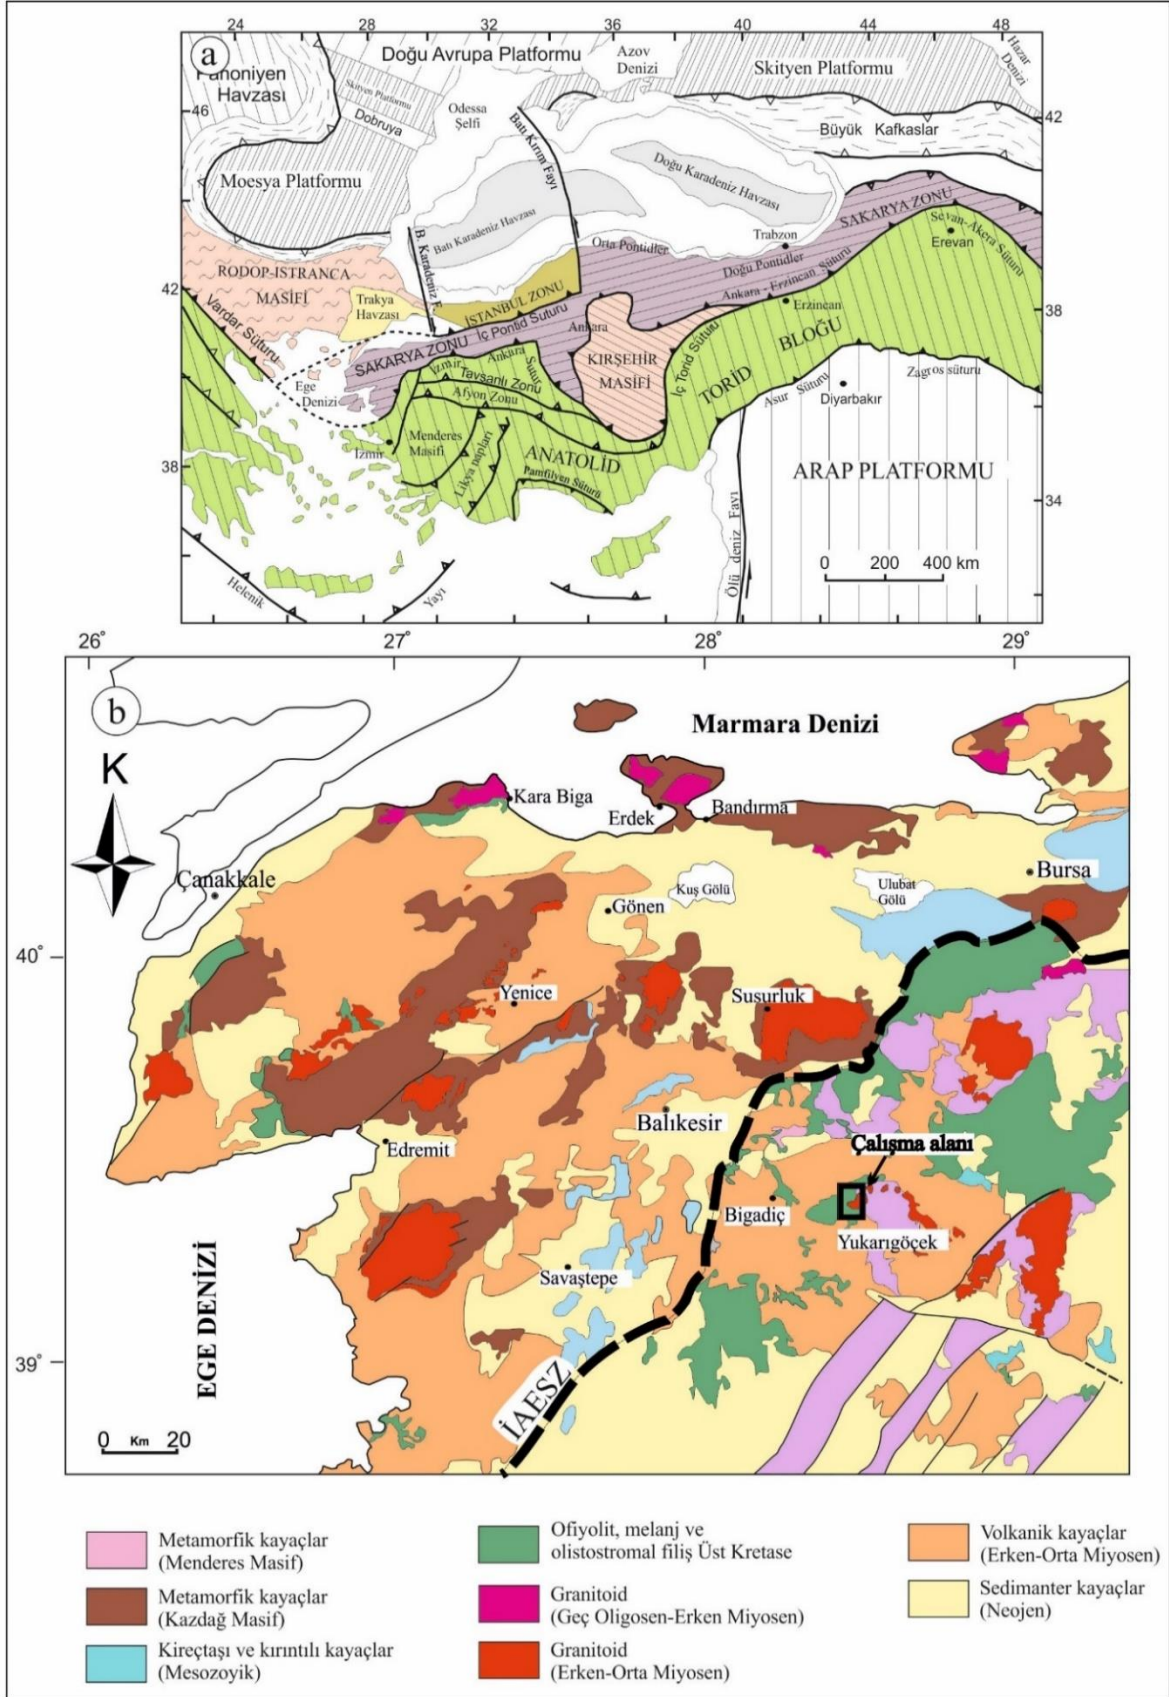 24 28 32 36 40 44 48
a
Doğu Avrupa Platformu
Azov
Denizi
Skityen Platformu
Hazar
Denizi
Panoniyen
Havzası
Skityen Platformu
Dobruya
Odessa
Şelfi
Batı Kırım Fayı
Büyük Kafkaslar
46
42
Moesya Platformu
Doğu Karadeniz Havzası
Batı Karadeniz Havzası
B. Karadeniz F.
Orta Pontidler
Trabzon
SAKARYA ZONU
Sevan-Akera Süturu
Erevan
Doğu Pontidler
Ankara - Erzincan Süturu
RODOP-ISTRANCA
MASİFİ
42
38
Trakya
Havzası
İSTANBUL ZONU
Vardar Süturu
İç Pontid Suturu
SAKARYA ZONU
Ankara
Erzincan
Ege
Denizi
İzmir
Ankara
Sutur
Tavşanlı Zonu
Afyon Zonu
KIRŞEHİR
MASİFİ
İç Torid Süturu
TORİD
BLOĞU
Asur Süturu
Zagros süturu
Diyarbakır
İzmir
Menderes
Masifi
Likya napları
ANATOLİD
Pamfilyen Süturu
38
34
ARAP PLATFORMU
Ölü deniz Fayı
0 200 400 km
Helenik
Yayı
26° 27° 28° 29°
b
K
Marmara Denizi
Kara Biga
Erdek
Bandırma
Çanakkale
Kuş Gölü
Ulubat
Gölü
Bursa
Gönen
40°
Yenice
Susurluk
Balıkesir
Edremit
Çalışma alanı
Bigadiç
Yukarıgöçek
Savaştepe
EGE DENİZİ
39°
İAESZ
0 Km 20
Metamorfik kayaçlar
(Menderes Masif)
Metamorfik kayaçlar
(Kazdağ Masif)
Kireçtaşı ve kırıntılı kayaçlar
(Mesozoyik)
Ofiyolit, melanj ve
olistostromal filiş Üst Kretase
Granitoid
(Geç Oligosen-Erken Miyosen)
Granitoid
(Erken-Orta Miyosen)
Volkanik kayaçlar
(Erken-Orta Miyosen)
Sedimanter kayaçlar
(Neojen)